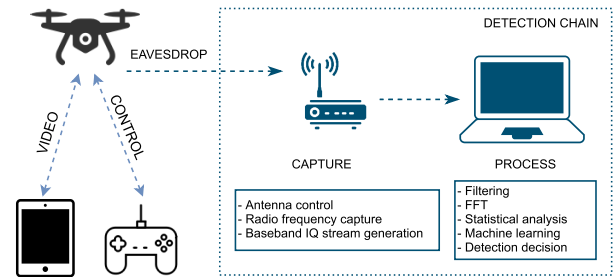 DETECTION CHAIN
EAVESDROP
VIDEO
CONTROL
CAPTURE
- Antenna control
- Radio frequency capture
- Baseband IQ stream generation
PROCESS
- Filtering
- FFT
- Statistical analysis
- Machine learning
- Detection decision